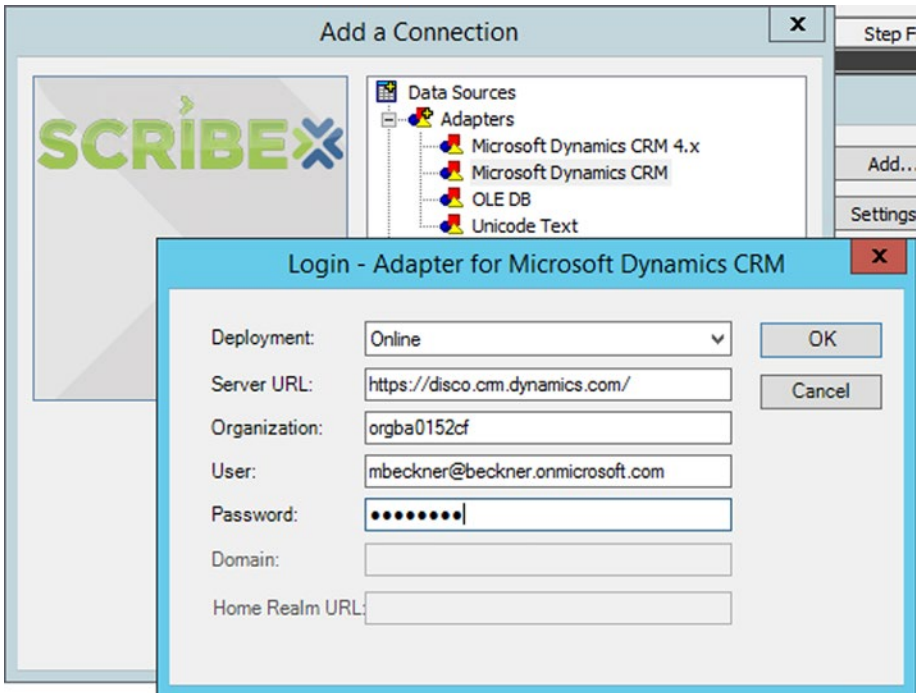 Add a Connection
X
Step F
SCRIBE
Data Sources
Adapters
Microsoft Dynamics CRM 4.x
Microsoft Dynamics CRM
OLE DB
Unicode Text
Add...
Settings
Login - Adapter for Microsoft Dynamics CRM
x
Deployment:
Online
OK
Server URL:
https://disco.crm.dynamics.com/
Cancel
Organization:
orgba0152cf
User:
mbeckner@beckner.onmicrosoft.com
Password:
••••••••
Domain:
Home Realm URL: